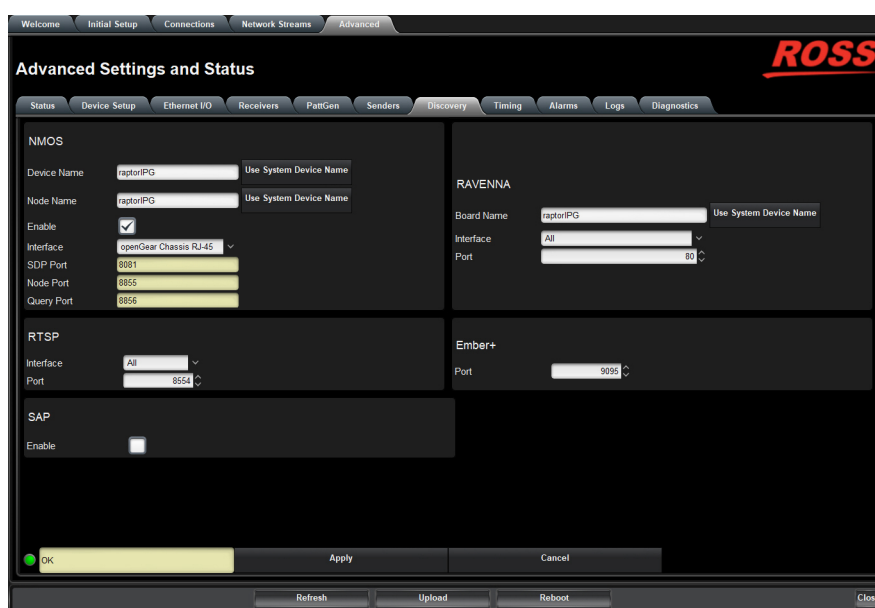 Welcome Initial Setup Connections Network Streams Advanced
ROSS
Advanced Settings and Status
Status Device Setup Ethernet I/O Receivers PattGen Senders Discovery Timing Alarms Logs Diagnostics
NMOS
Device Name raptorIPG Use System Device Name
Node Name raptorIPG Use System Device Name
Enable
Interface openGear Chassis RJ-45
SDP Port 8081
Node Port 8855
Query Port 8856
RAVENNA
Board Name raptorIPG Use System Device Name
Interface All
Port 80
RTSP
Interface All
Port 8554
Ember+
Port 9095
SAP
Enable
OK Apply Cancel
Refresh Upload Reboot